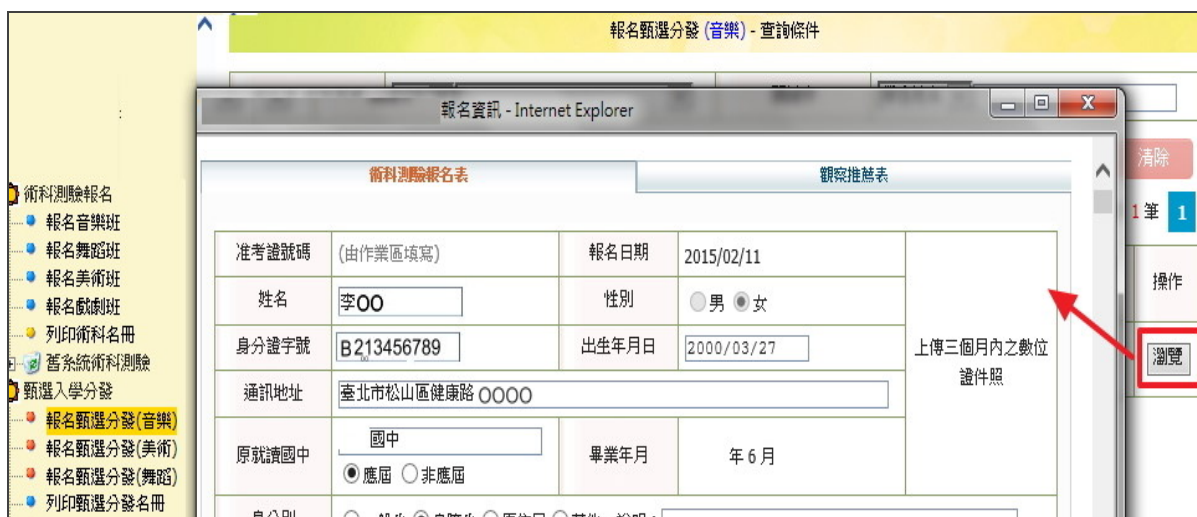 報名甄選分發 (音樂) - 查詢條件
報名資訊 - Internet Explorer
清除
1 筆 1
操作
瀏覽
術科測驗報名
報名音樂班
報名舞蹈班
報名美術班
報名戲劇班
列印術科名冊
舊系統術科測驗
甄選入學分發
報名甄選分發(音樂)
報名甄選分發(美術)
報名甄選分發(舞蹈)
列印甄選分發名冊
術科測驗報名表 觀察推薦表
准考證號碼 (由作業區填寫) 報名日期 2015/02/11
姓名 李OO 性別 男 女
身分證字號 B213456789 出生年月日 2000/03/27
上傳三個月內之數位
證件照
通訊地址 臺北市松山區健康路 OOOO
原就讀國中 國中 畢業年月 年 6 月
應屆 非應屆